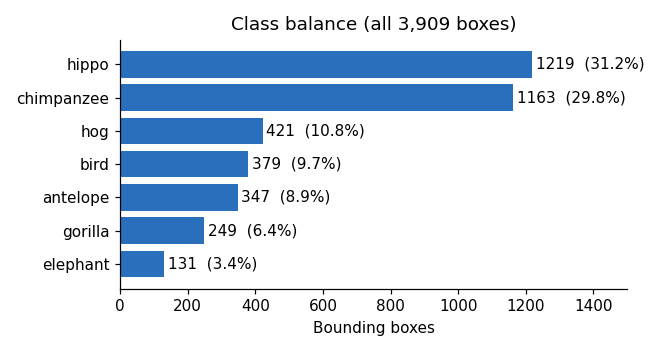 Class balance (all 3,909 boxes)
hippo 1219 (31.2%)
chimpanzee 1163 (29.8%)
hog 421 (10.8%)
bird 379 (9.7%)
antelope 347 (8.9%)
gorilla 249 (6.4%)
elephant 131 (3.4%)
0 200 400 600 800 1000 1200 1400
Bounding boxes